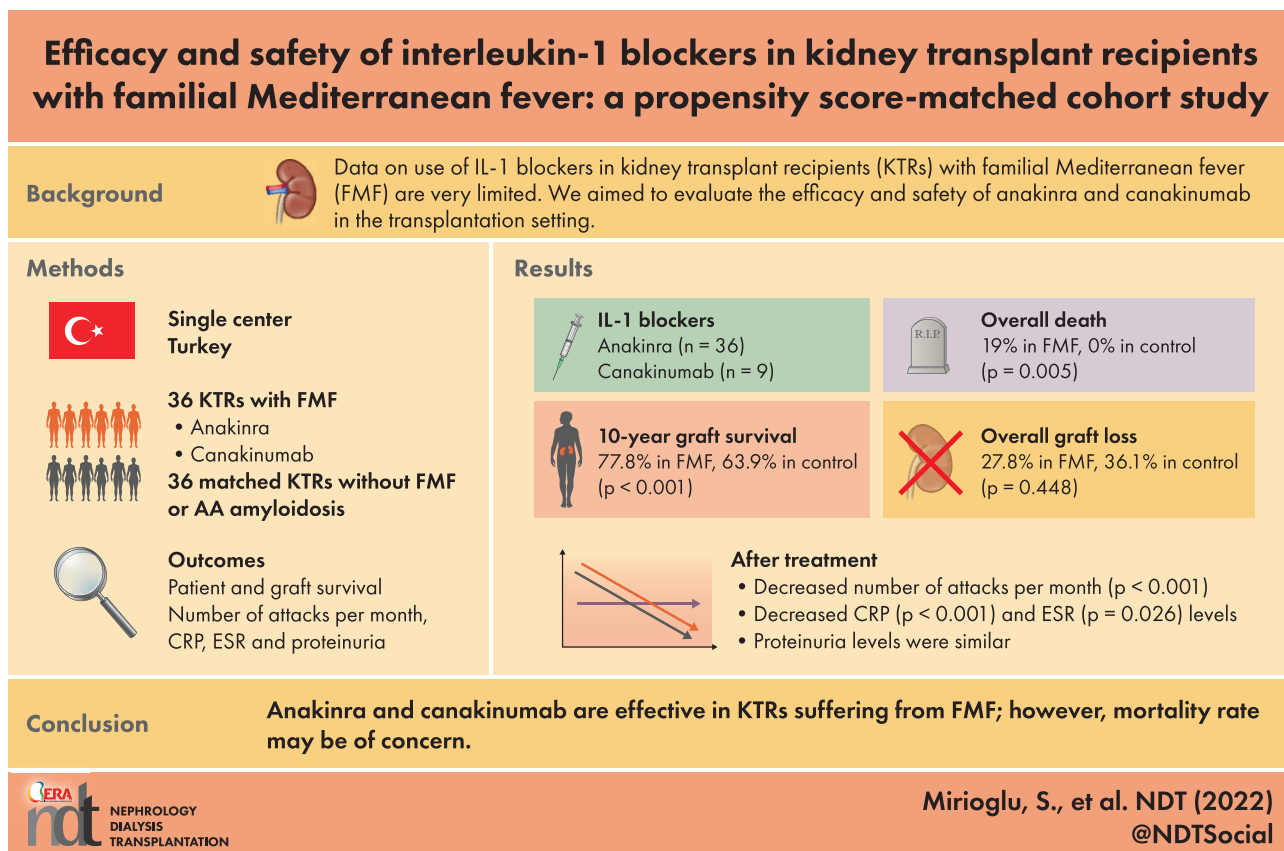 Efficacy and safety of interleukin-1 blockers in kidney transplant recipients
with familial Mediterranean fever: a propensity score-matched cohort study
Background
Data on use of IL-1 blockers in kidney transplant recipients (KTRs) with familial Mediterranean fever
(FMF) are very limited. We aimed to evaluate the efficacy and safety of anakinra and canakinumab
in the transplantation setting.
Methods
Single center
Turkey
36 KTRs with FMF
• Anakinra
• Canakinumab
36 matched KTRs without FMF
or AA amyloidosis
Outcomes
Patient and graft survival
Number of attacks per month,
CRP, ESR and proteinuria
Results
IL-1 blockers
Anakinra (n = 36)
Canakinumab (n = 9)
R.I.P.
Overall death
19% in FMF, 0% in control
(p = 0.005)
10-year graft survival
77.8% in FMF, 63.9% in control
(p < 0.001)
Overall graft loss
27.8% in FMF, 36.1% in control
(p = 0.448)
After treatment
• Decreased number of attacks per month (p < 0.001)
• Decreased CRP (p < 0.001) and ESR (p = 0.026) levels
• Proteinuria levels were similar
Conclusion
Anakinra and canakinumab are effective in KTRs suffering from FMF; however, mortality rate
may be of concern.
ERA
ndt
NEPHROLOGY
DIALYSIS
TRANSPLANTATION
Mirioglu, S., et al. NDT (2022)
@NDTSocial